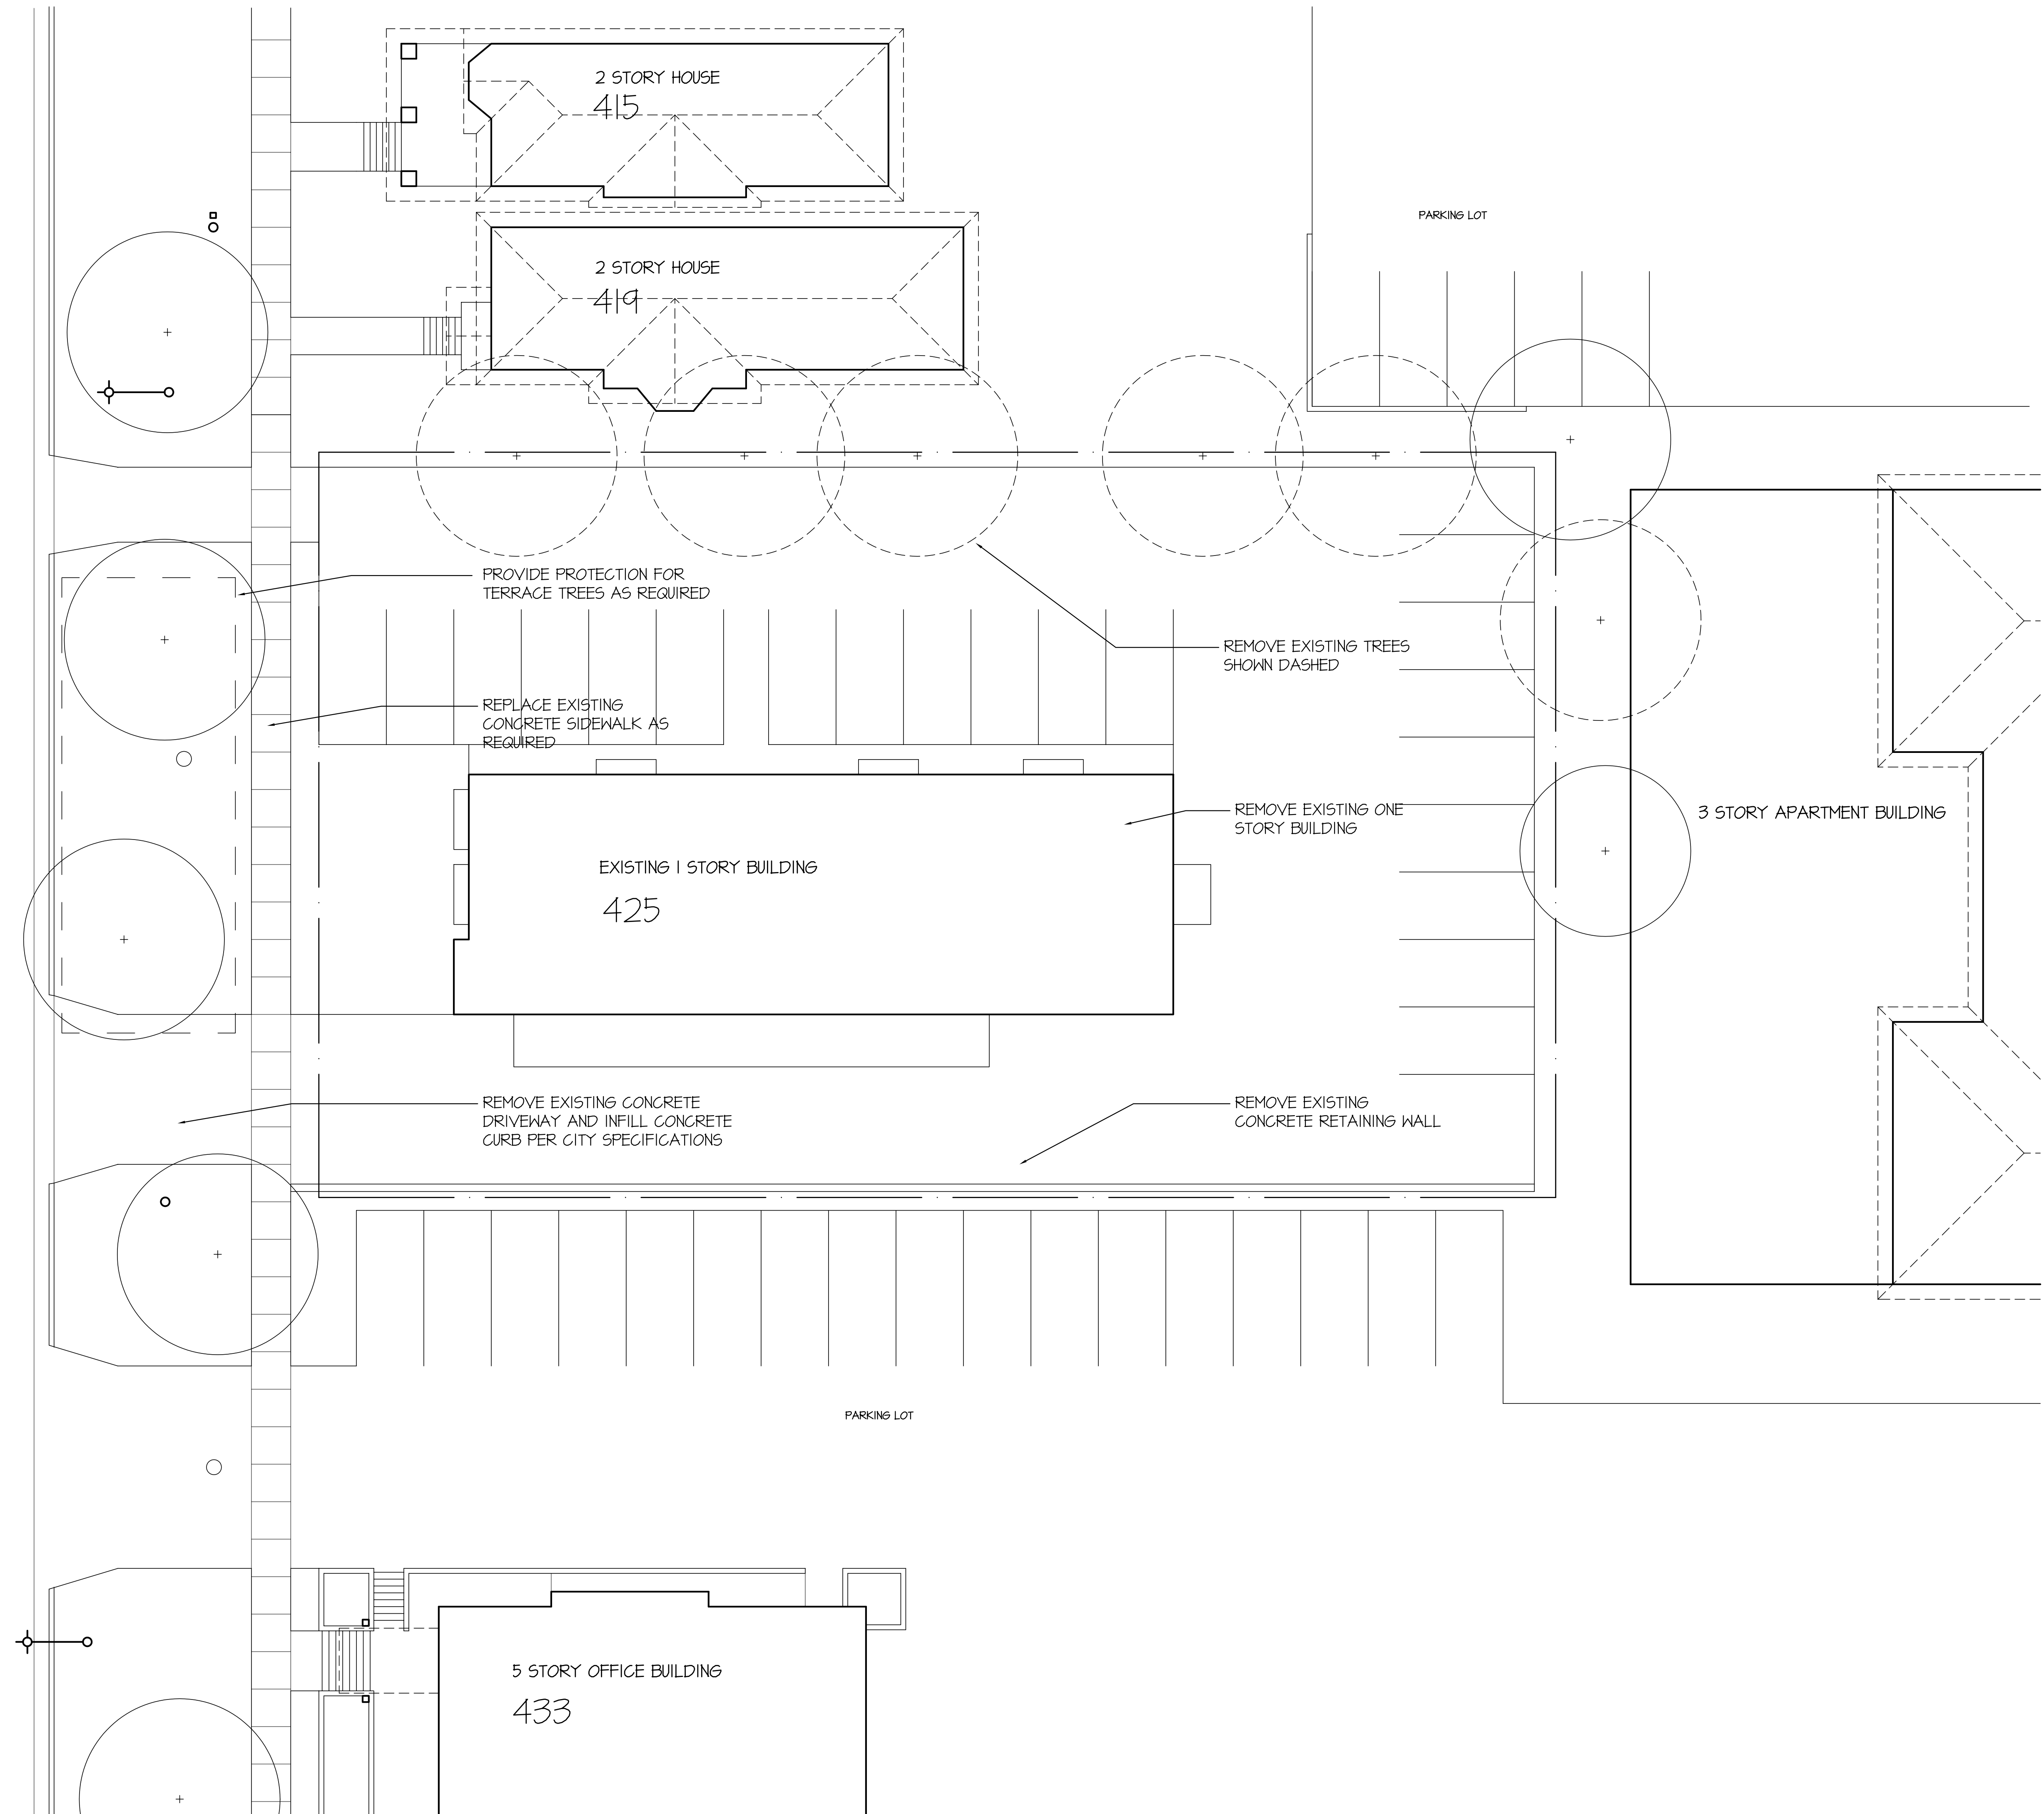 2 STORY HOUSE
415
2 STORY HOUSE
419
PARKING LOT
PROVIDE PROTECTION FOR
TERRACE TREES AS REQUIRED
REMOVE EXISTING TREES
SHOWN DASHED
REPLACE EXISTING
CONCRETE SIDEWALK AS
REQUIRED
REMOVE EXISTING ONE
STORY BUILDING
3 STORY APARTMENT BUILDING
EXISTING 1 STORY BUILDING
425
REMOVE EXISTING CONCRETE
DRIVEWAY AND INFILL CONCRETE
CURB PER CITY SPECIFICATIONS
REMOVE EXISTING
CONCRETE RETAINING WALL
PARKING LOT
5 STORY OFFICE BUILDING
433